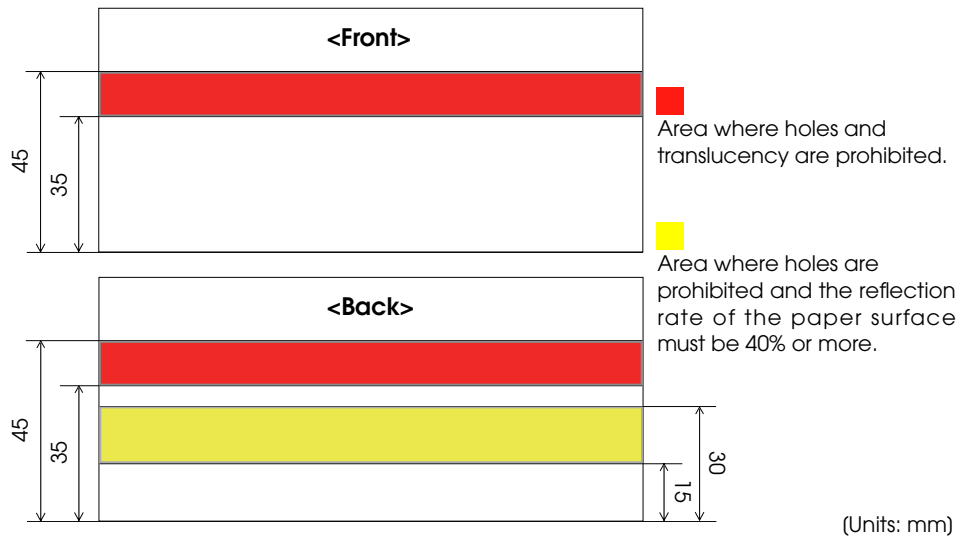 <Front>
45
35
Area where holes and
translucency are prohibited.
Area where holes are
prohibited and the reflection
rate of the paper surface
must be 40% or more.
<Back>
45
35
30
15
(Units: mm)